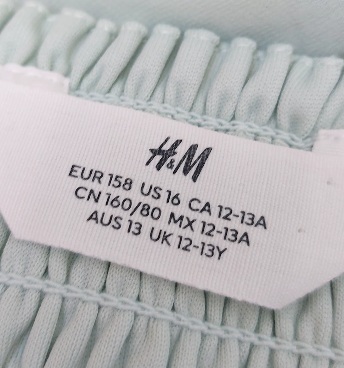 H&M
EUR 158 US 16 CA 12-13A
CN 160/80 MX 12-13A
AUS 13 UK 12-13Y